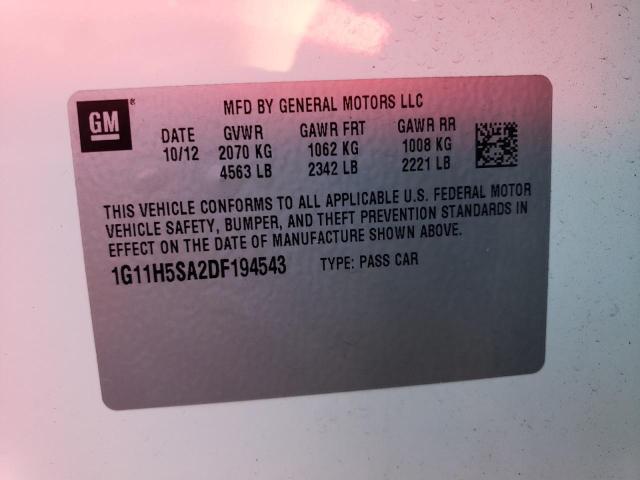 GM®
MFD BY GENERAL MOTORS LLC
DATE GVWR GAWR FRT GAWR RR
10/12 2070 KG 1062 KG 1008 KG
4563 LB 2342 LB 2221 LB
THIS VEHICLE CONFORMS TO ALL APPLICABLE U.S. FEDERAL MOTOR
VEHICLE SAFETY, BUMPER, AND THEFT PREVENTION STANDARDS IN
EFFECT ON THE DATE OF MANUFACTURE SHOWN ABOVE.
1G11H5SA2DF194543 TYPE: PASS CAR